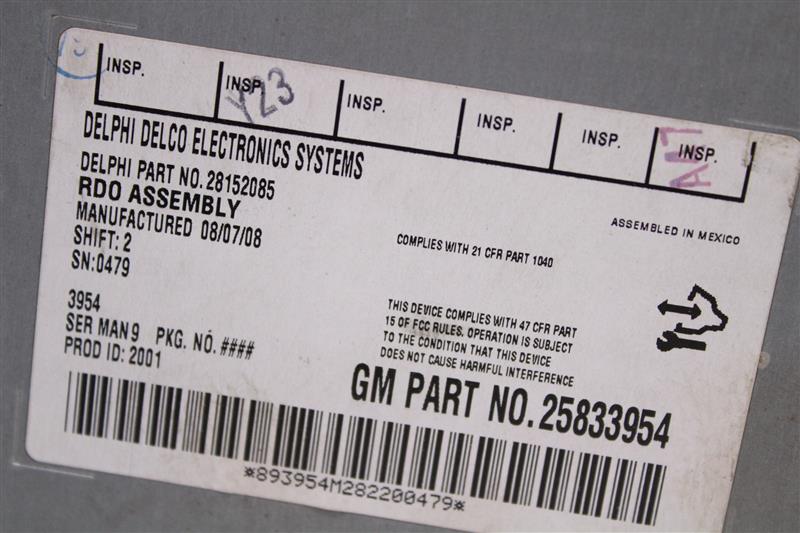 INSP. INSP. INSP. INSP. INSP. INSP.
Y23
A17
DELPHI DELCO ELECTRONICS SYSTEMS
DELPHI PART NO. 28152085
RDO ASSEMBLY
MANUFACTURED 08/07/08
SHIFT: 2
SN:0479
ASSEMBLED IN MEXICO
COMPLIES WITH 21 CFR PART 1040
3954
SER MAN 9 PKG. NO. ####
PROD ID: 2001
THIS DEVICE COMPLIES WITH 47 CFR PART
15 OF FCC RULES. OPERATION IS SUBJECT
TO THE CONDITION THAT THIS DEVICE
DOES NOT CAUSE HARMFUL INTERFERENCE
GM PART NO. 25833954
*893954M282200479*